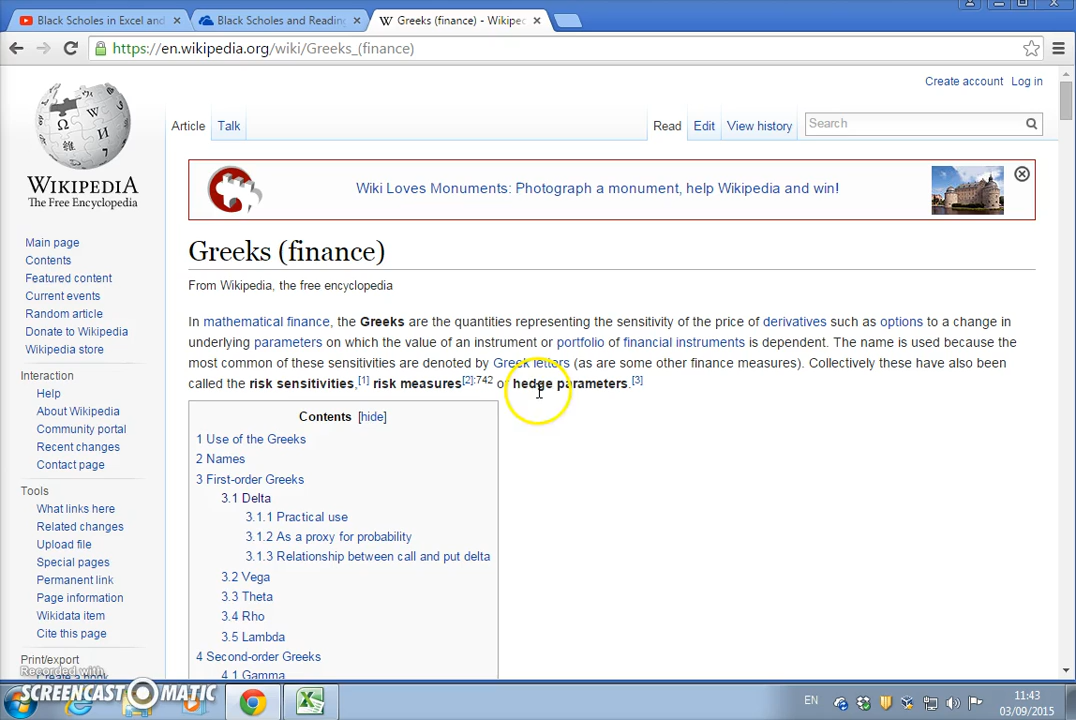 Black Scholes in Excel and
Black Scholes and Reading
Greeks (finance) - Wikipe
https://en.wikipedia.org/wiki/Greeks_(finance)
Create account Log in
Article Talk Read Edit View history Search
WIKIPEDIA
The Free Encyclopedia
Wiki Loves Monuments: Photograph a monument, help Wikipedia and win!
Main page
Contents
Featured content
Current events
Random article
Donate to Wikipedia
Wikipedia store
Interaction
Help
About Wikipedia
Community portal
Recent changes
Contact page
Tools
What links here
Related changes
Upload file
Special pages
Permanent link
Page information
Wikidata item
Cite this page
Print/export
Greeks (finance)
From Wikipedia, the free encyclopedia
In mathematical finance, the Greeks are the quantities representing the sensitivity of the price of derivatives such as options to a change in
underlying parameters on which the value of an instrument or portfolio of financial instruments is dependent. The name is used because the
most common of these sensitivities are denoted by Greek letters (as are some other finance measures). Collectively these have also been
called the risk sensitivities,[1] risk measures[2]:742 or hedge parameters.[3]
Contents [hide]
1 Use of the Greeks
2 Names
3 First-order Greeks
3.1 Delta
3.1.1 Practical use
3.1.2 As a proxy for probability
3.1.3 Relationship between call and put delta
3.2 Vega
3.3 Theta
3.4 Rho
3.5 Lambda
4 Second-order Greeks
4.1 Gamma
Recorded with
SCREENCAST MATIC
EN
11:43
03/09/2015